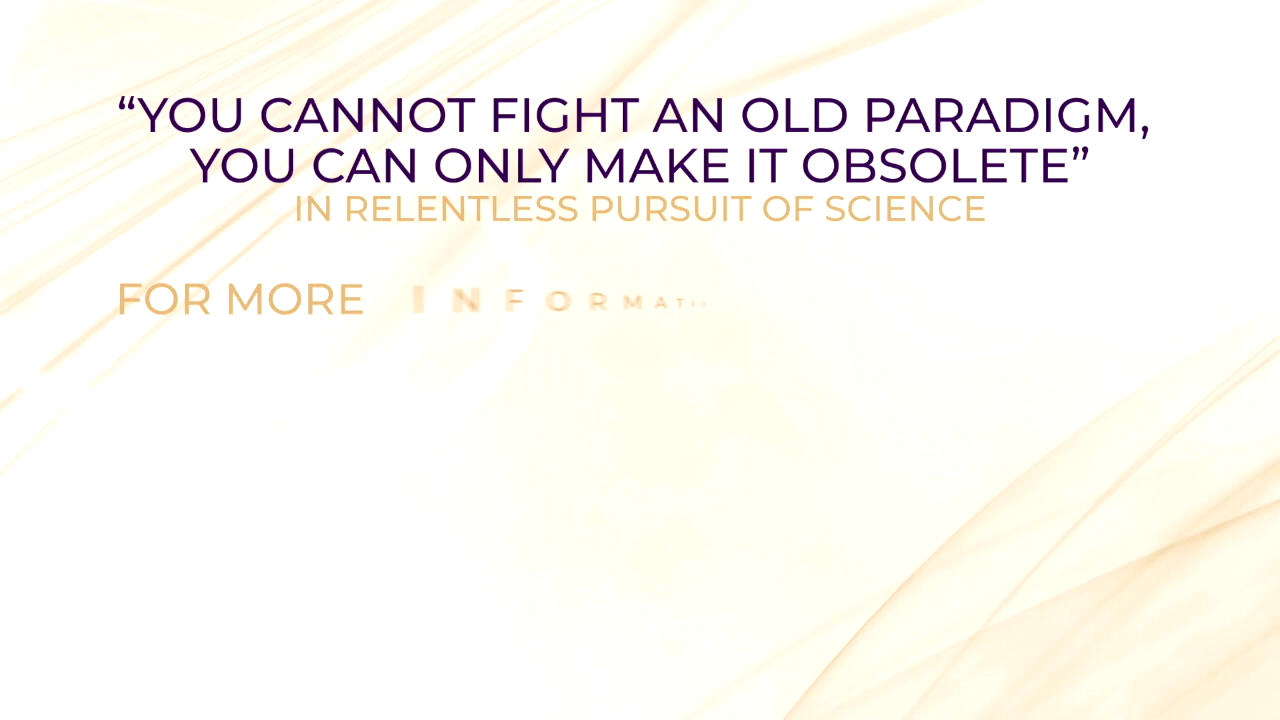 “YOU CANNOT FIGHT AN OLD PARADIGM,
YOU CAN ONLY MAKE IT OBSOLETE”
IN RELENTLESS PURSUIT OF SCIENCE
FOR MORE